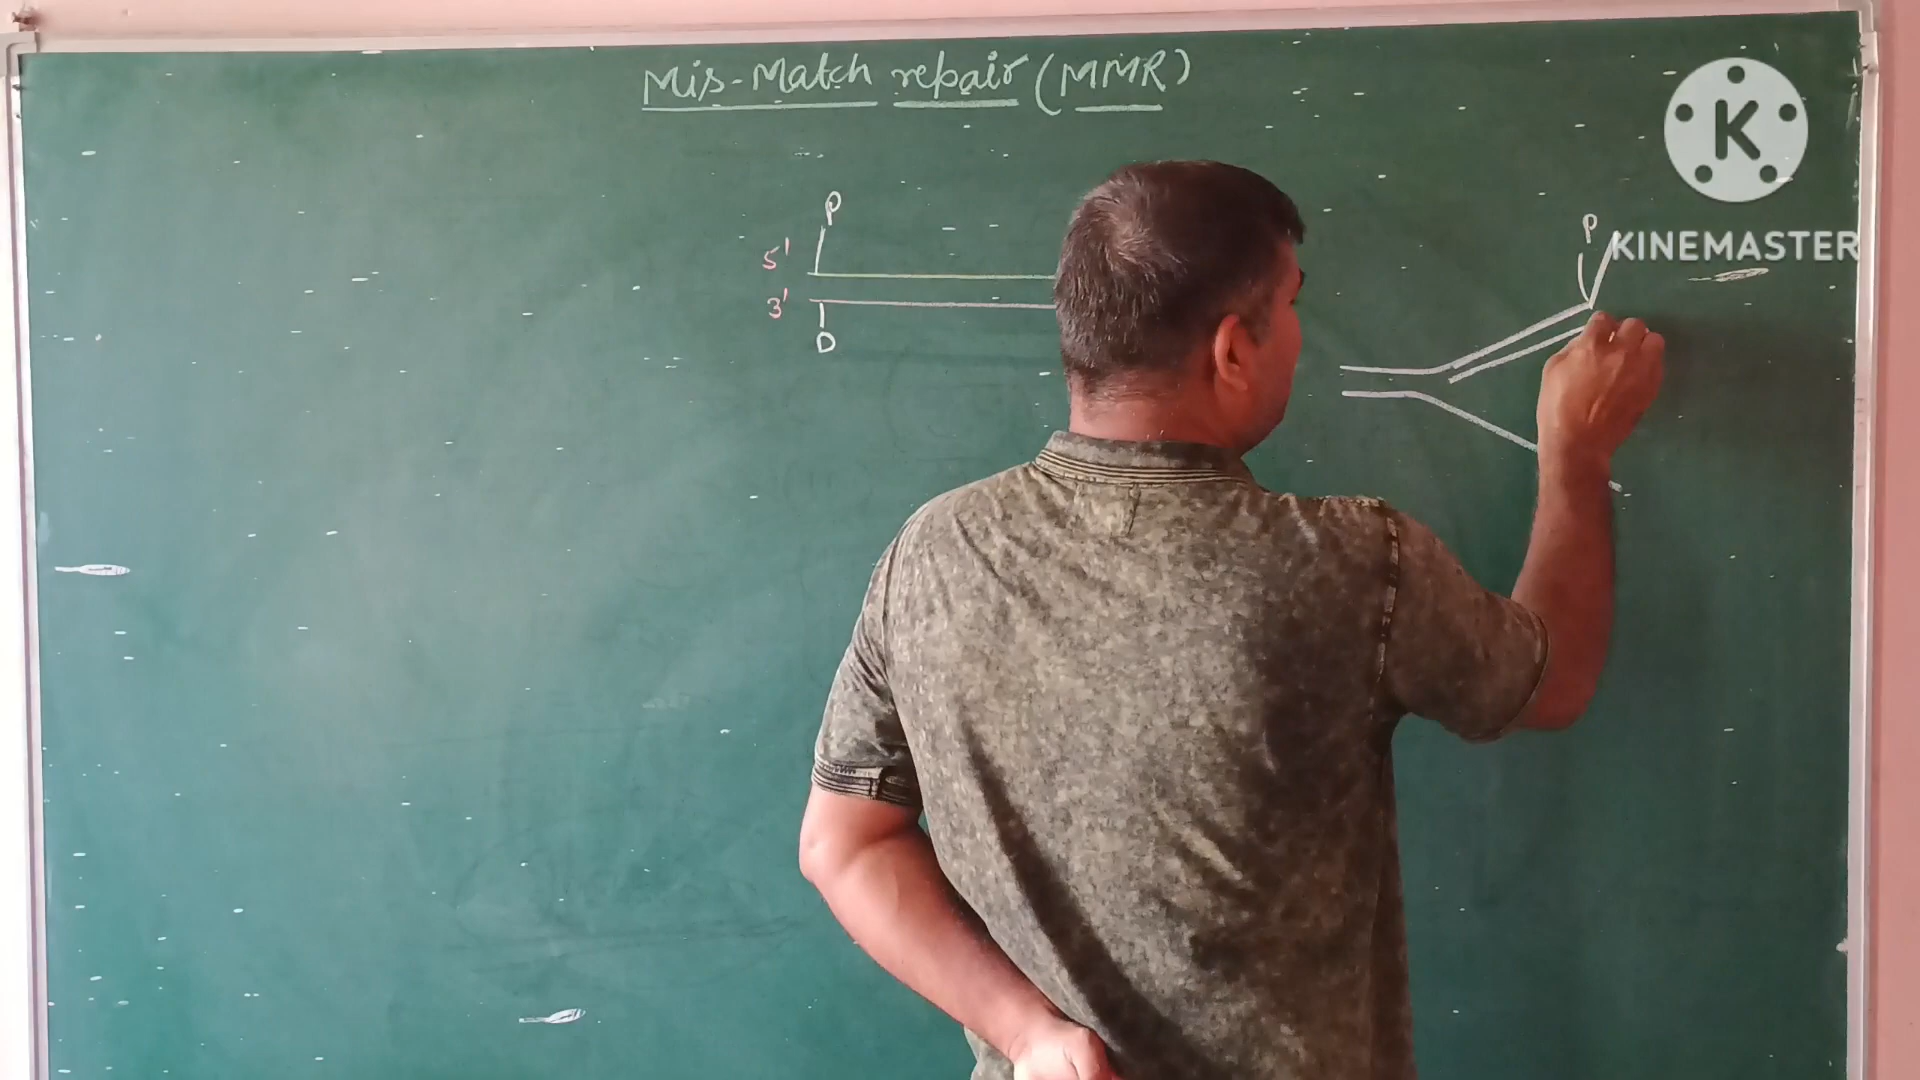 Mis-Match repair (MMR)
K
KINEMASTER
P
P
5'
3'
D